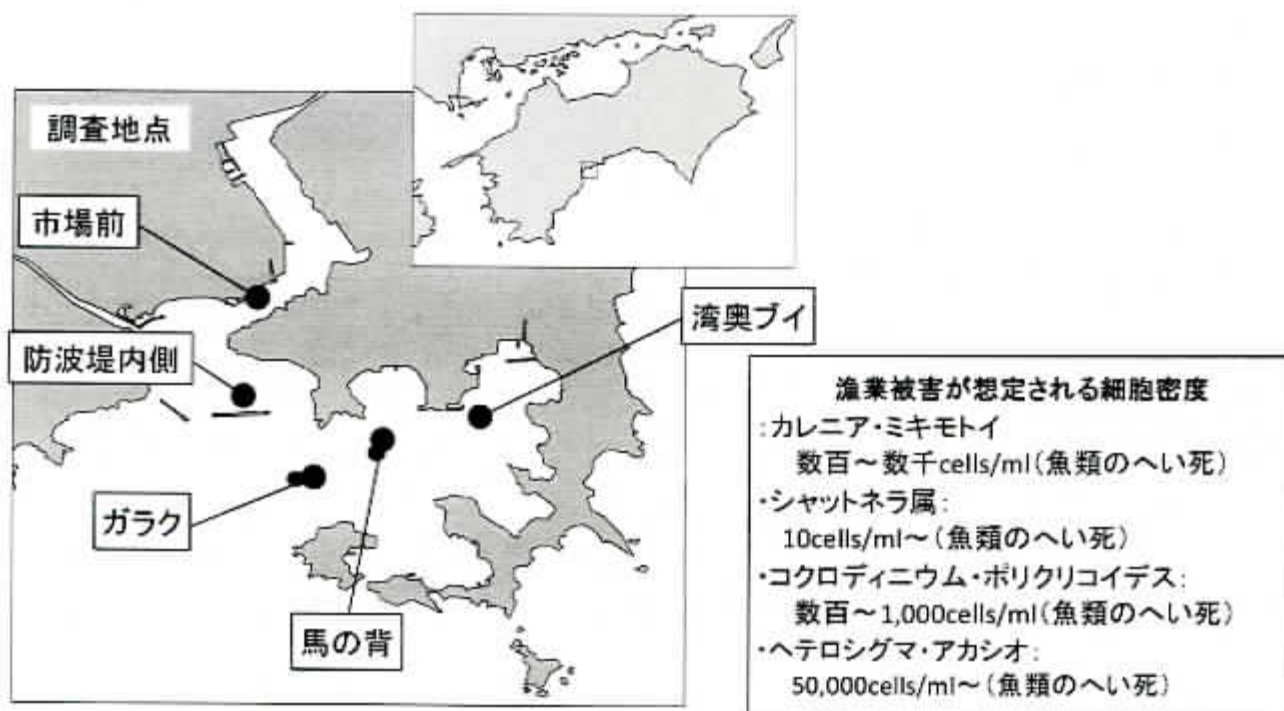 調査地点
市場前
防波堤内側
ガラク
馬の背
湾奥ブイ
漁業被害が想定される細胞密度
:カレニア・ミキモトイ
数百～数千cells/ml(魚類のへい死)
・シャットネラ属:
10cells/ml～(魚類のへい死)
・コクロディニウム・ポリクリコイデス:
数百～1,000cells/ml(魚類のへい死)
・ヘテロシグマ・アカシオ:
50,000cells/ml～(魚類のへい死)